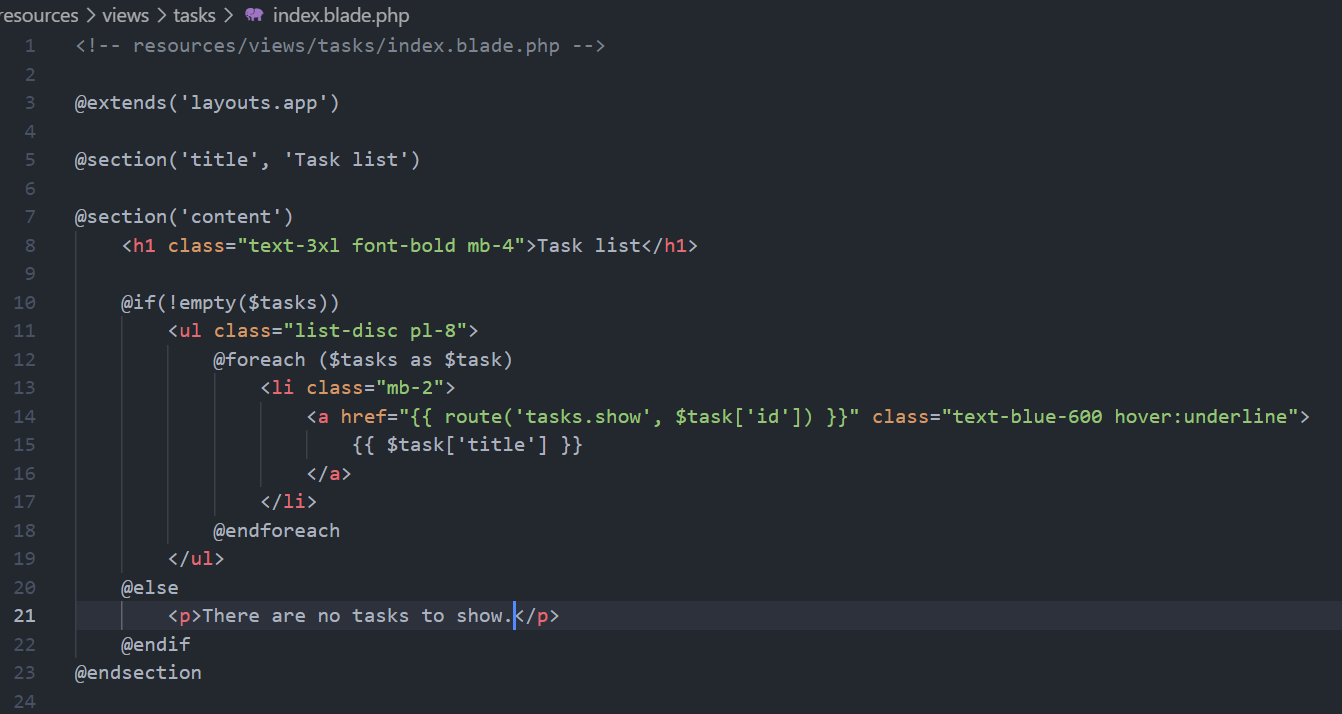 resources > views > tasks > index.blade.php
1 <!-- resources/views/tasks/index.blade.php -->
2
3 @extends('layouts.app')
4
5 @section('title', 'Task list')
6
7 @section('content')
8     <h1 class="text-3xl font-bold mb-4">Task list</h1>
9
10     @if(!empty($tasks))
11         <ul class="list-disc pl-8">
12             @foreach ($tasks as $task)
13                 <li class="mb-2">
14                     <a href="{{ route('tasks.show', $task['id']) }}" class="text-blue-600 hover:underline">
15                         {{ $task['title'] }}
16                     </a>
17                 </li>
18             @endforeach
19         </ul>
20     @else
21         <p>There are no tasks to show.</p>
22     @endif
23 @endsection
24